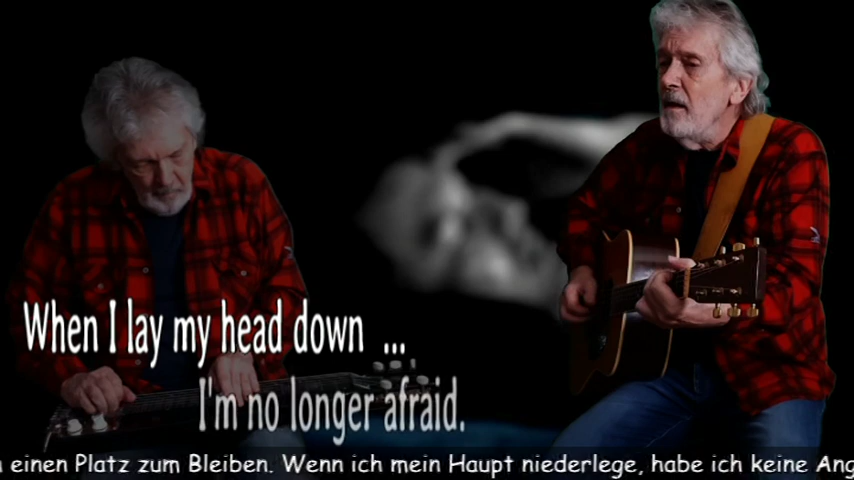 When I lay my head down ...
I'm no longer afraid.
einen Platz zum Bleiben. Wenn ich mein Haupt niederlege, habe ich keine